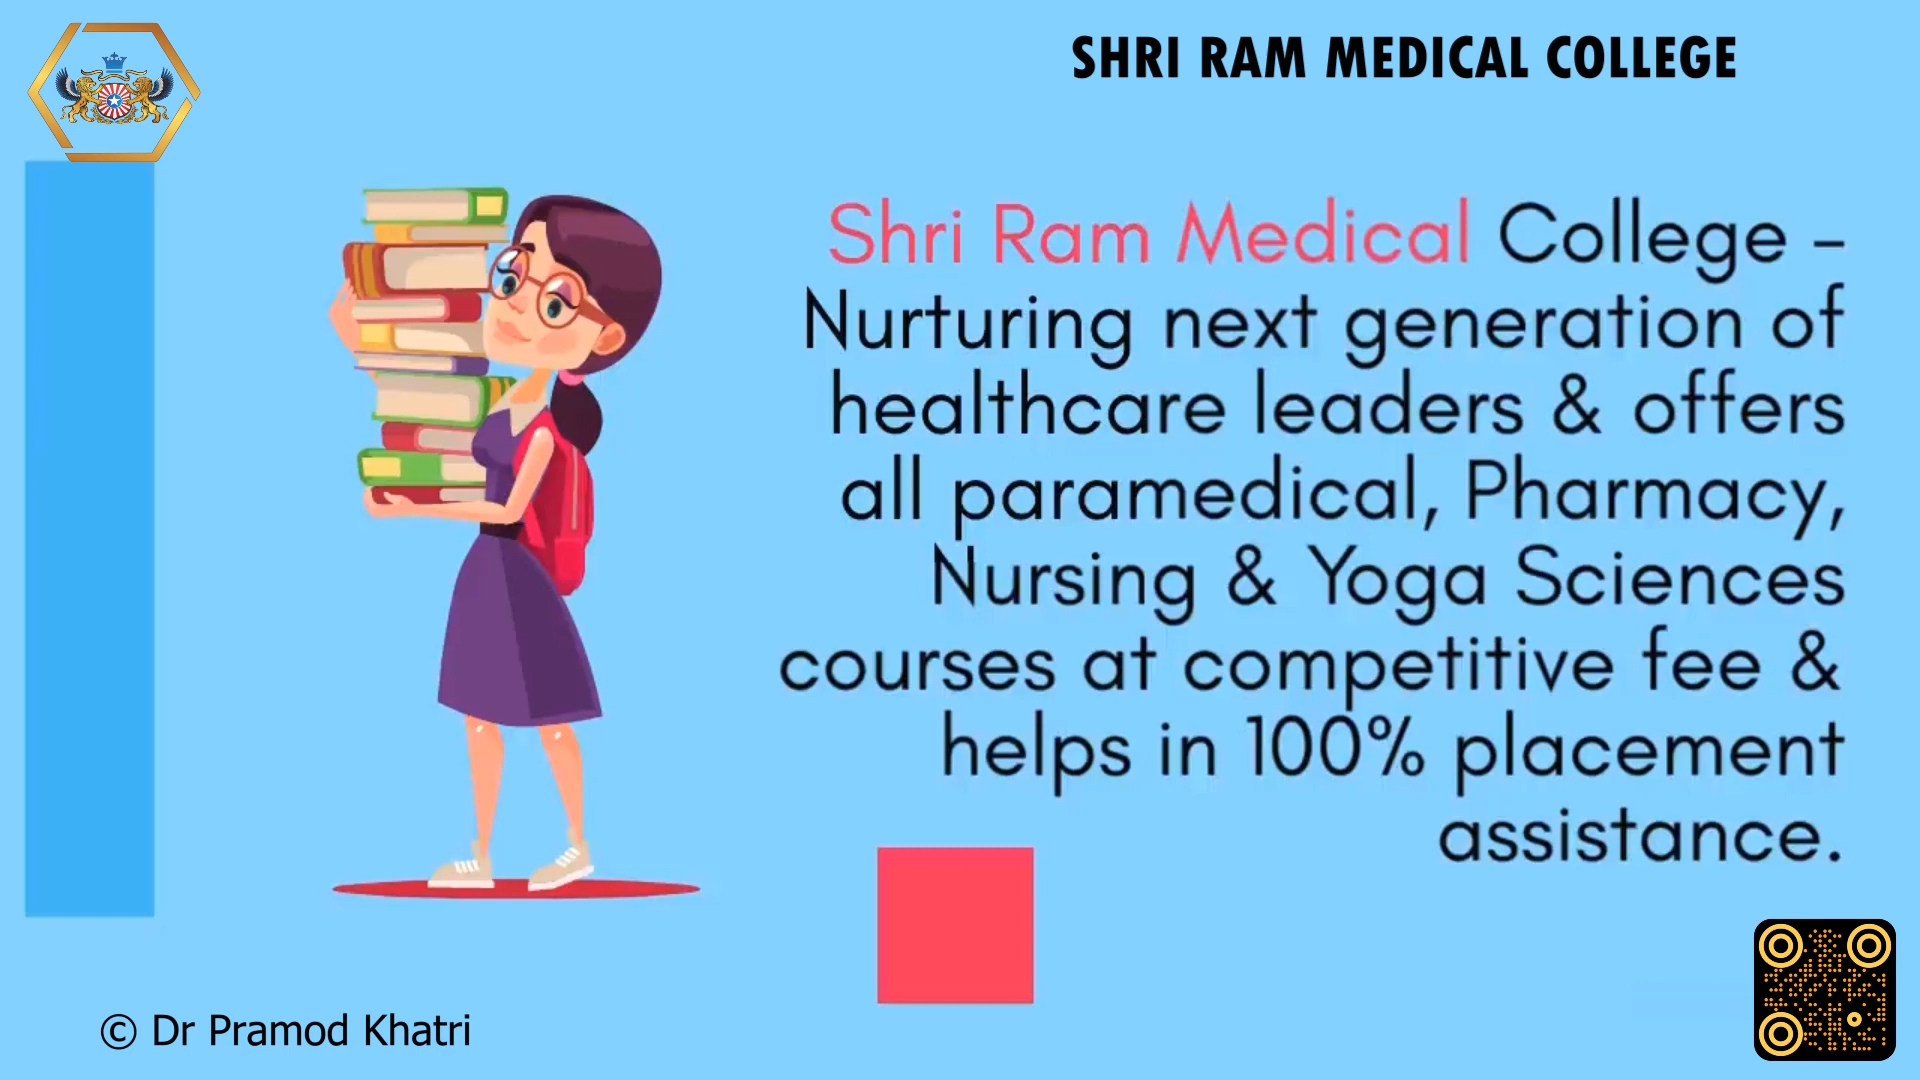 SHRI RAM MEDICAL COLLEGE
Shri Ram Medical College –
Nurturing next generation of
healthcare leaders & offers
all paramedical, Pharmacy,
Nursing & Yoga Sciences
courses at competitive fee &
helps in 100% placement
assistance.
© Dr Pramod Khatri